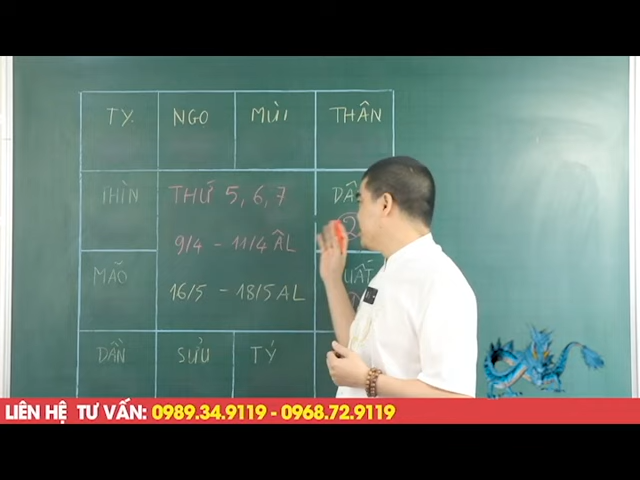 TỴ NGỌ MÙI THÂN
THÌN THỨ 5, 6, 7
9/4 - 11/4 ÂL
MÃO
16/5 - 18/5 AL
DẦN SỬU TÝ
LIÊN HỆ TƯ VẤN: 0989.34.9119 - 0968.72.9119